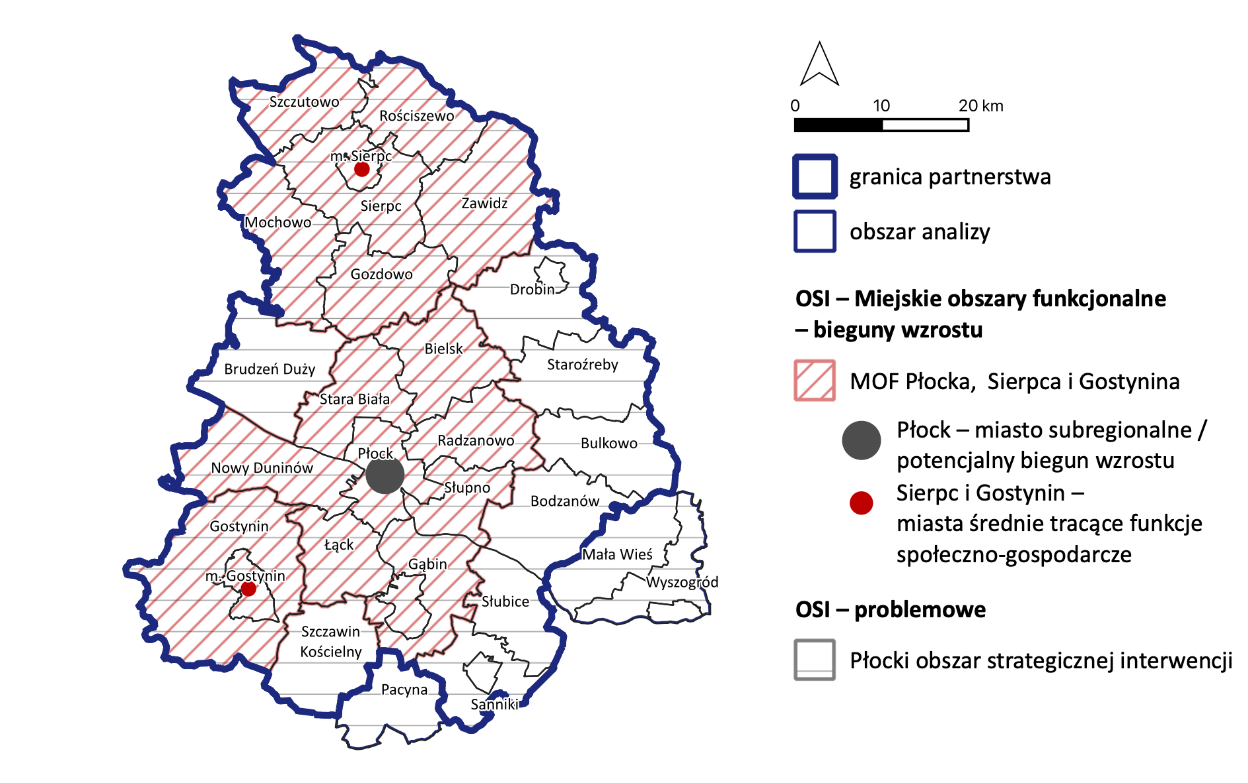 Szczutowo
Rościszewo
m. Sierpc
Sierpc
Zawidz
Mochowo
Gozdowo
Drobin
Bielsk
Staroźreby
Brudzeń Duży
Stara Biała
Radzanowo
Bulkowo
Płock
Nowy Duninów
Słupno
Bodzanów
Gostynin
Łąck
Gąbin
Mała Wieś
m. Gostynin
Wyszogród
Słubice
Szczawin
Kościelny
Pacyna
Sanniki
0 10 20 km
granica partnerstwa
obszar analizy
OSI – Miejskie obszary funkcjonalne
– bieguny wzrostu
MOF Płocka, Sierpca i Gostynina
Płock – miasto subregionalne /
potencjalny biegun wzrostu
Sierpc i Gostynin –
miasta średnie tracące funkcje
społeczno-gospodarcze
OSI – problemowe
Płocki obszar strategicznej interwencji